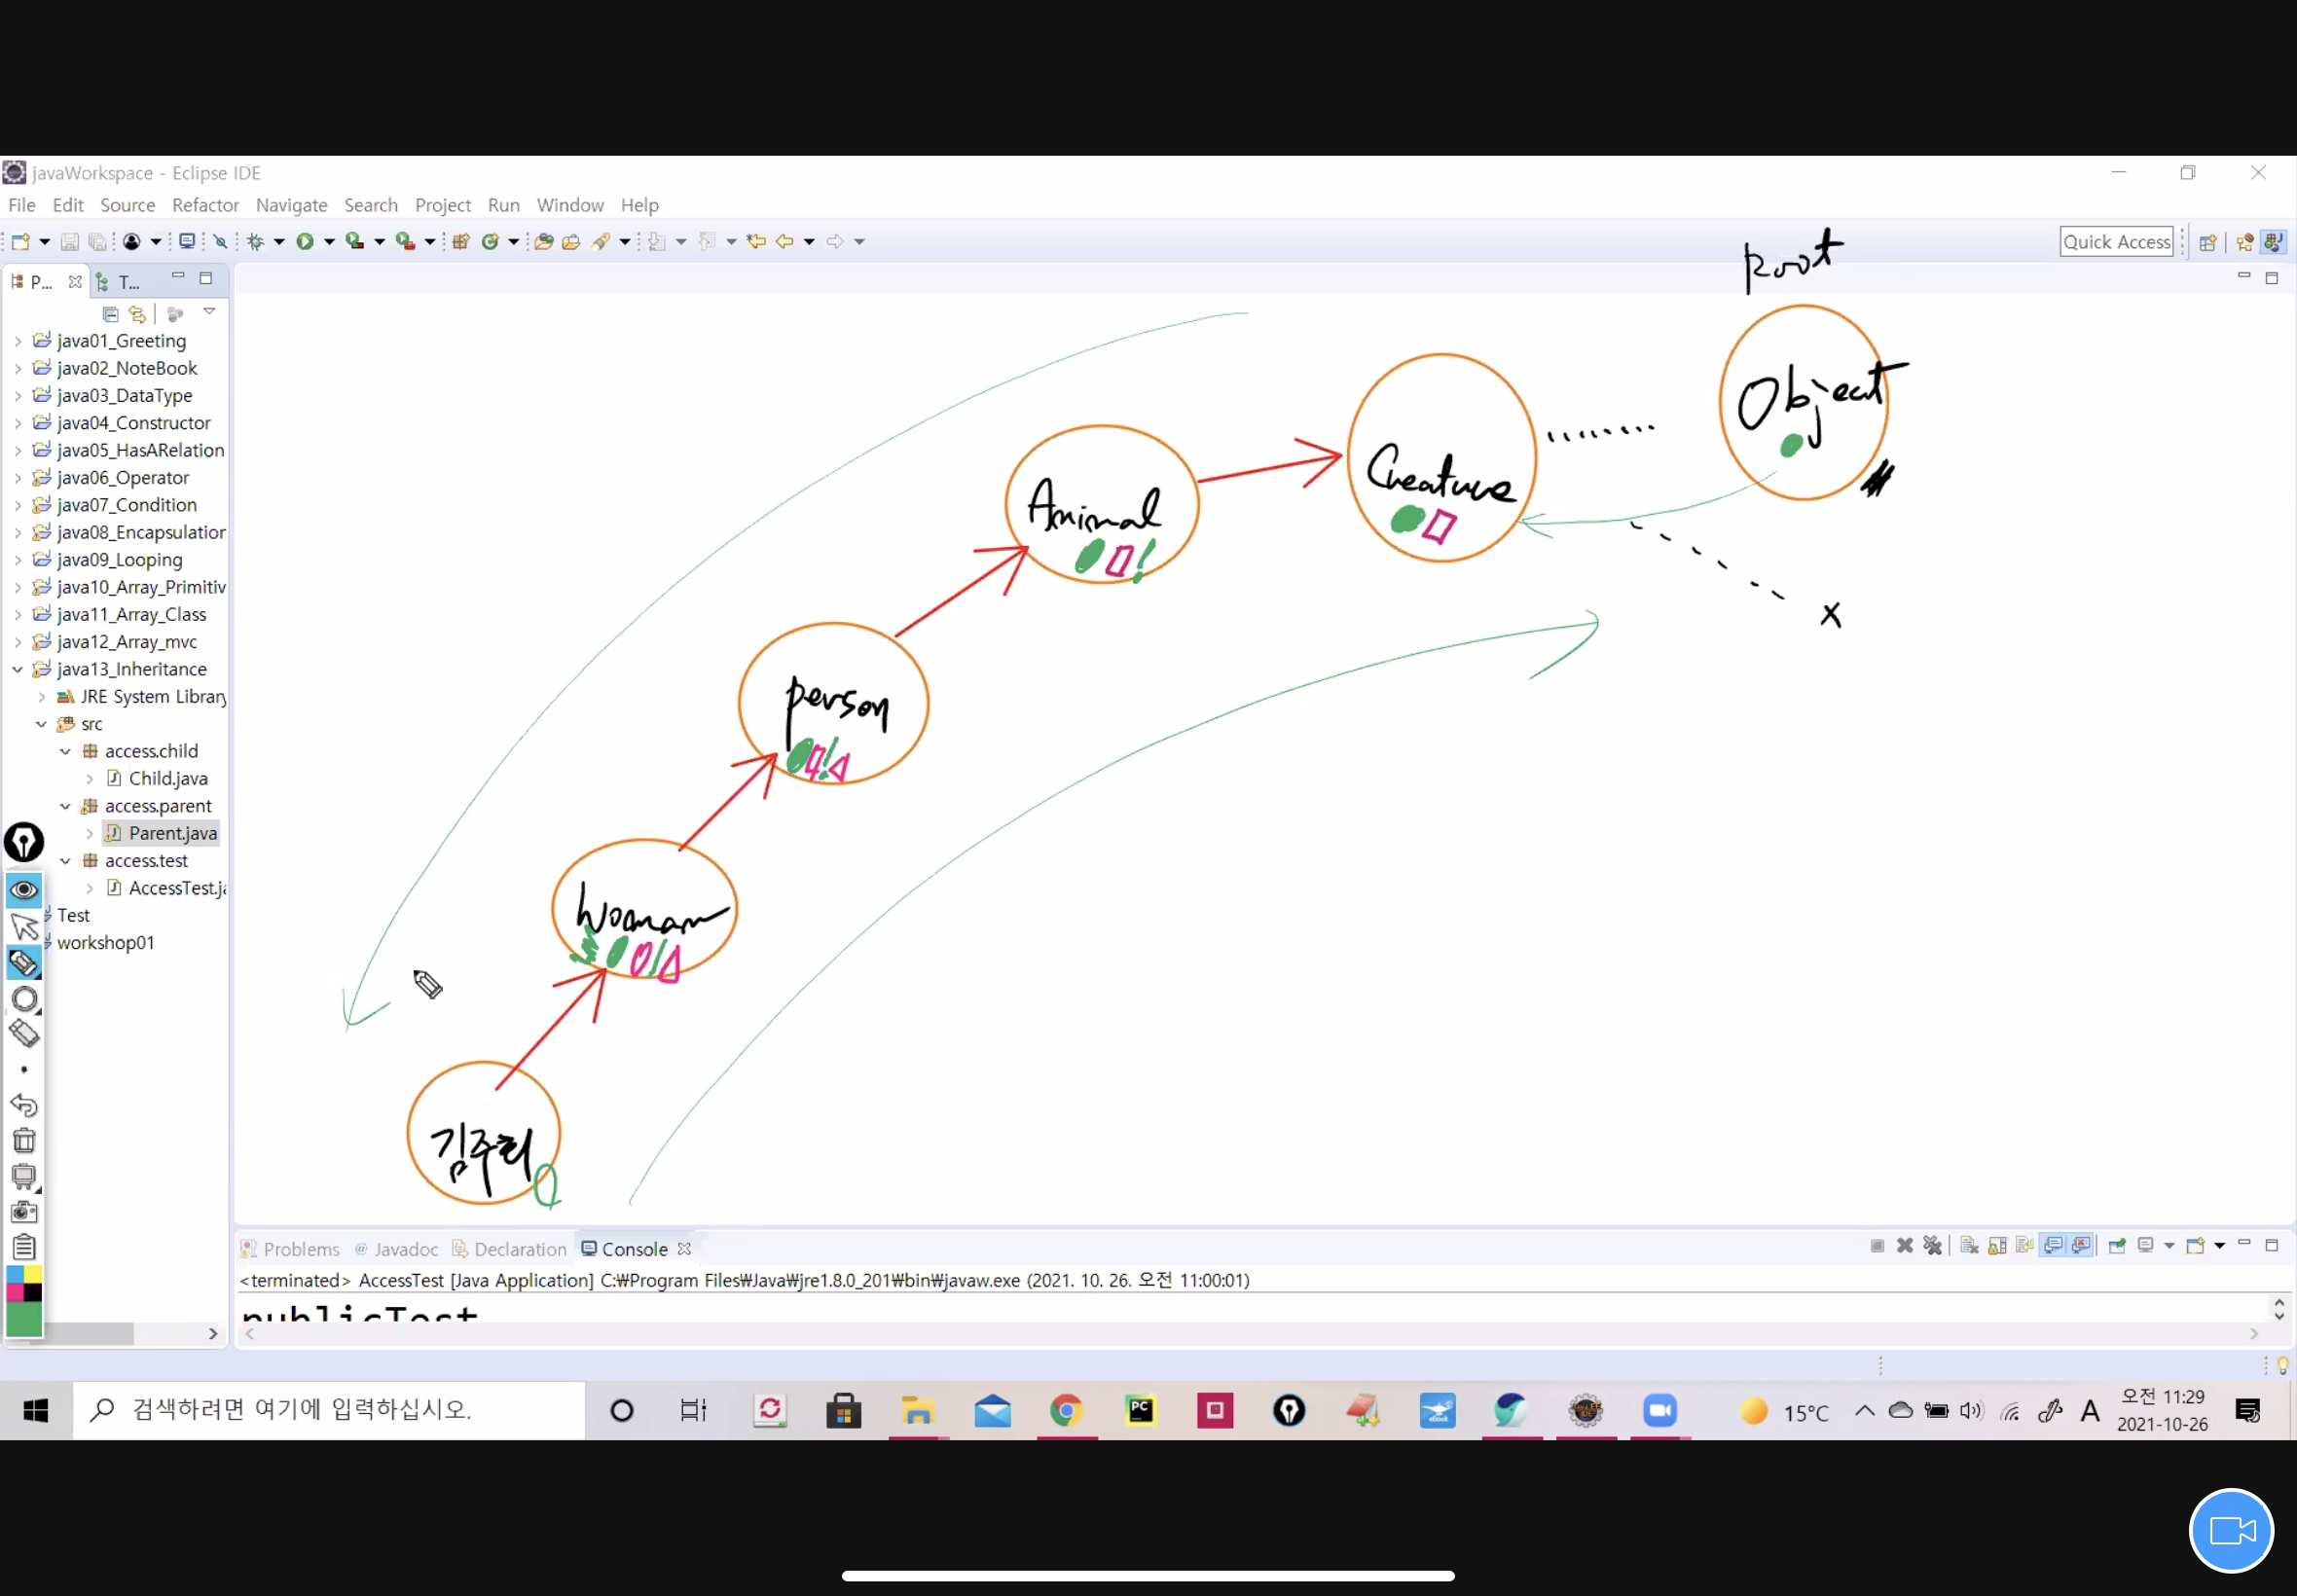 javaWorkspace - Eclipse IDE
File Edit Source Refactor Navigate Search Project Run Window Help
Quick Access
P...
T...
java01_Greeting
java02_NoteBook
java03_DataType
java04_Constructor
java05_HasARelation
java06_Operator
java07_Condition
java08_Encapsulation
java09_Looping
java10_Array_Primitiv
java11_Array_Class
java12_Array_mvc
java13_Inheritance
JRE System Library
src
access.child
Child.java
access.parent
Parent.java
access.test
AccessTest.ja
Test
workshop01
Root
Object
Creature
Animal
person
Woman
김주희
x
Problems @ Javadoc Declaration Console
<terminated> AccessTest [Java Application] C:₩Program Files₩Java₩jre1.8.0_201₩bin₩javaw.exe (2021. 10. 26. 오전 11:00:01)
publicTest
검색하려면 여기에 입력하십시오.
PC
15°C
A
오전 11:29
2021-10-26